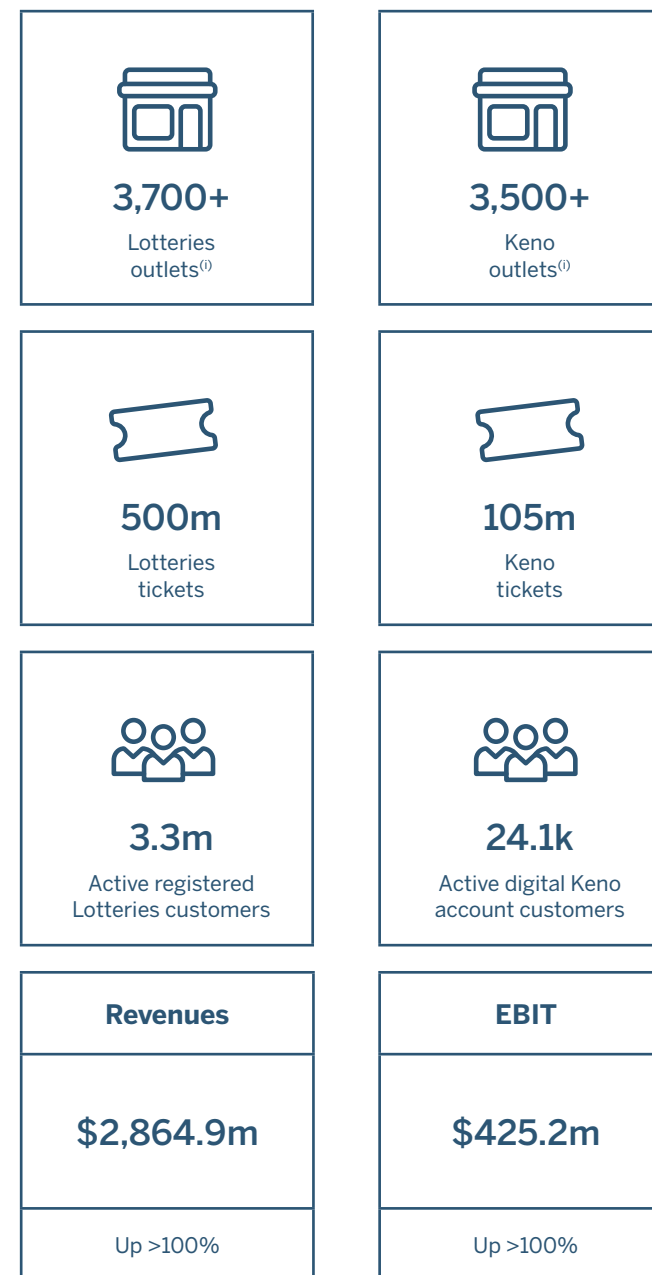 3,700+
Lotteries
outlets(i)
3,500+
Keno
outlets(i)
500m
Lotteries
tickets
105m
Keno
tickets
3.3m
Active registered
Lotteries customers
24.1k
Active digital Keno
account customers
Revenues
$2,864.9m
Up >100%
EBIT
$425.2m
Up >100%